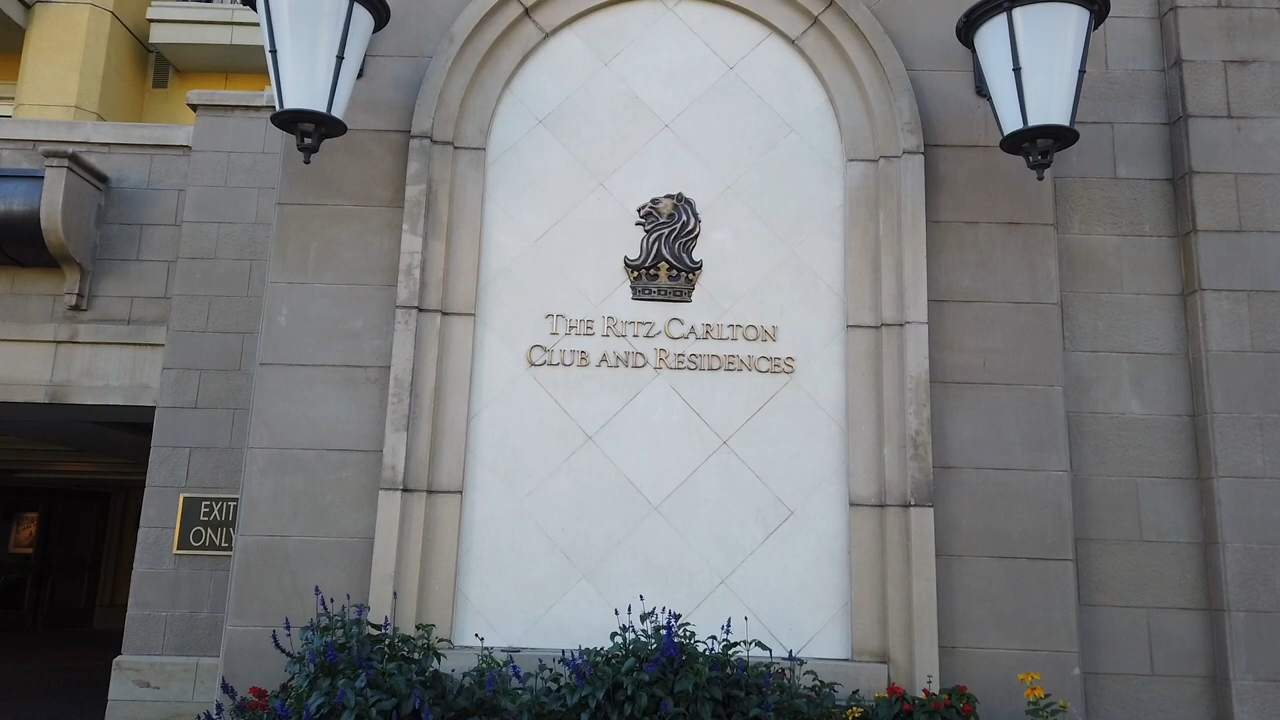 THE RITZ-CARLTON
CLUB AND RESIDENCES
EXIT
ONLY